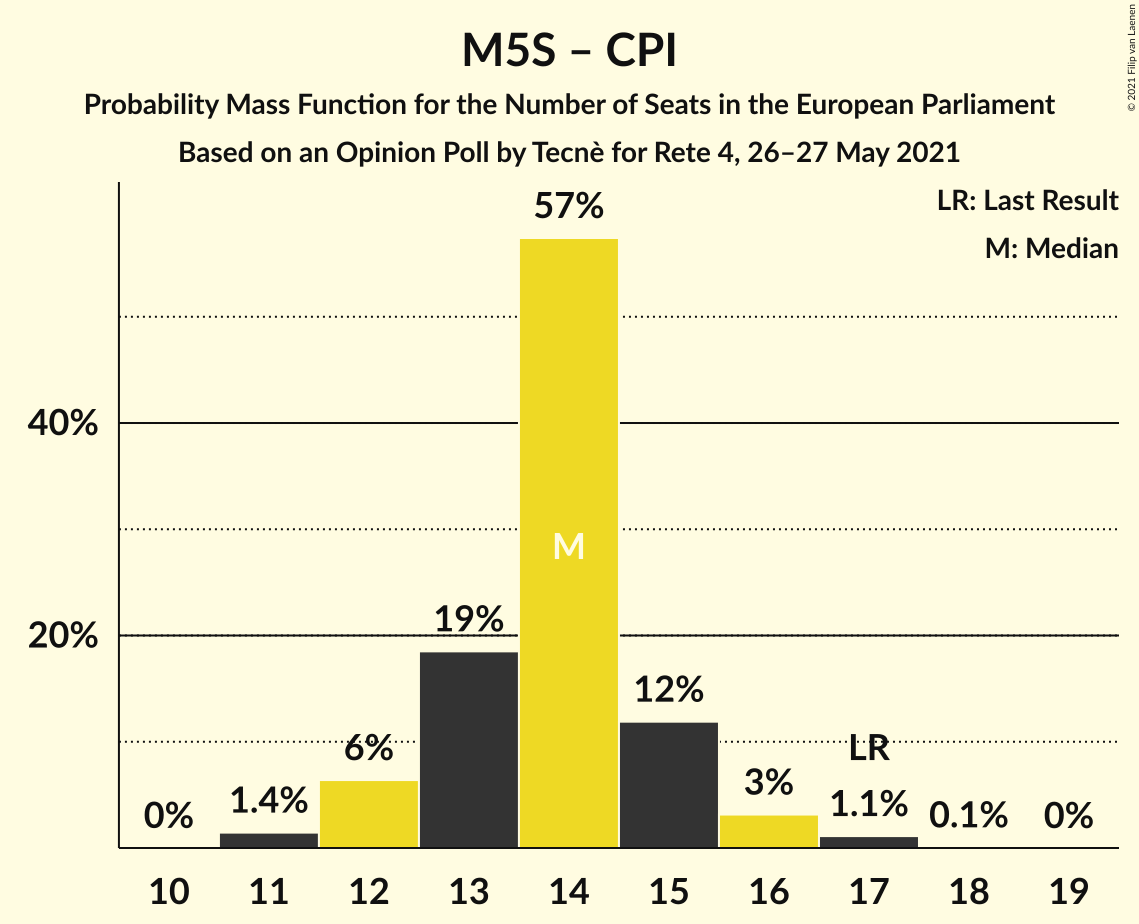 M5S – CPI
Probability Mass Function for the Number of Seats in the European Parliament
Based on an Opinion Poll by Tecnè for Rete 4, 26–27 May 2021
© 2021 Filip van Laenen
LR: Last Result
M: Median
57%
40%
M
20%
19%
12%
6%
LR
3%
0%
1.4%
1.1%
0.1%
0%
10 11 12 13 14 15 16 17 18 19